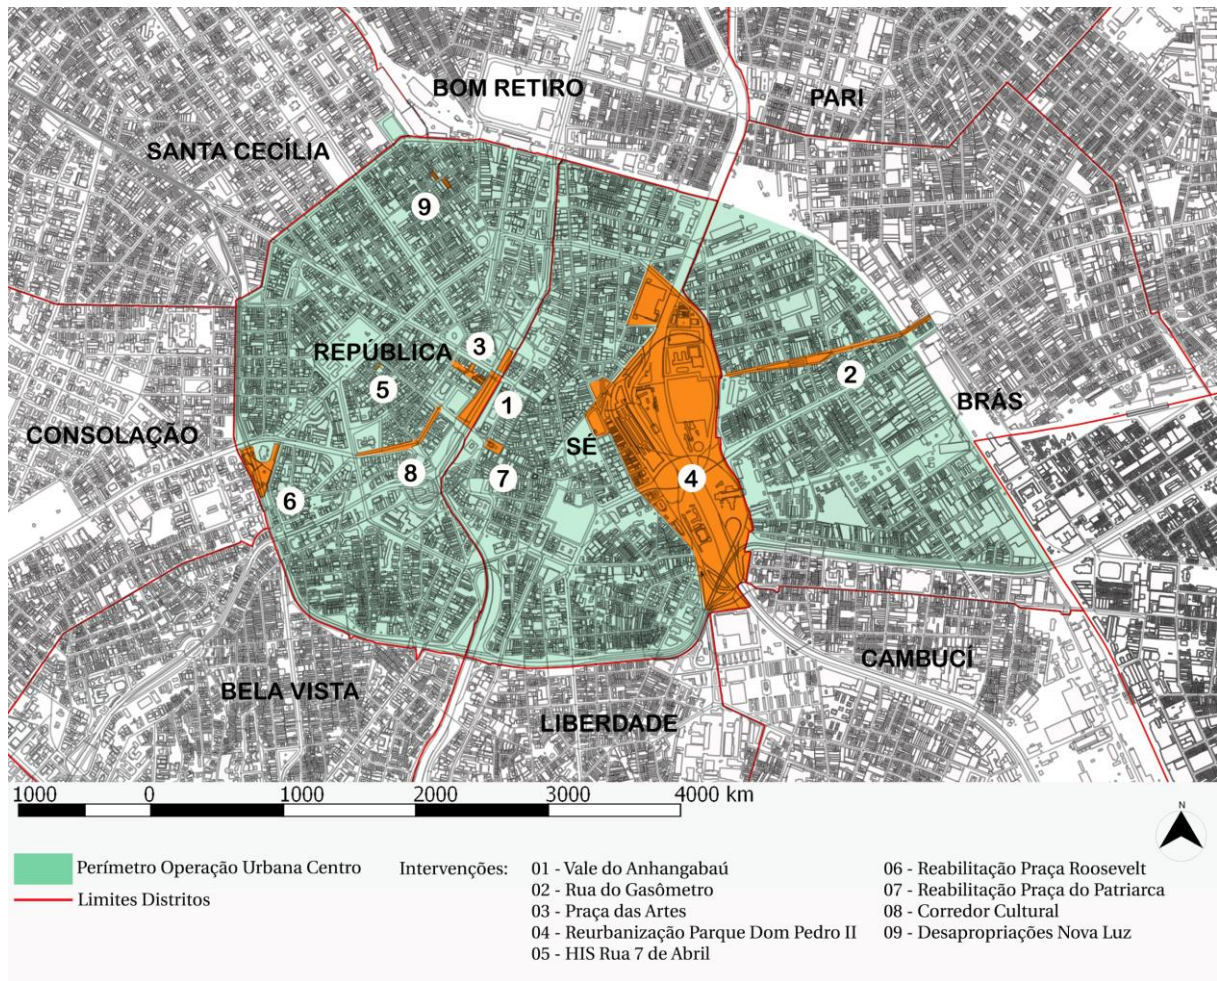 BOM RETIRO
PARI
SANTA CECÍLIA
9
REPÚBLICA
3
5
1
2
BRÁS
CONSOLAÇÃO
SÉ
8
7
4
6
CAMBUCÍ
BELA VISTA
LIBERDADE
1000 0 1000 2000 3000 4000 km
N
Perímetro Operação Urbana Centro
Limites Distritos
Intervenções:
01 - Vale do Anhangabaú
02 - Rua do Gasômetro
03 - Praça das Artes
04 - Reurbanização Parque Dom Pedro II
05 - HIS Rua 7 de Abril
06 - Reabilitação Praça Roosevelt
07 - Reabilitação Praça do Patriarca
08 - Corredor Cultural
09 - Desapropriações Nova Luz